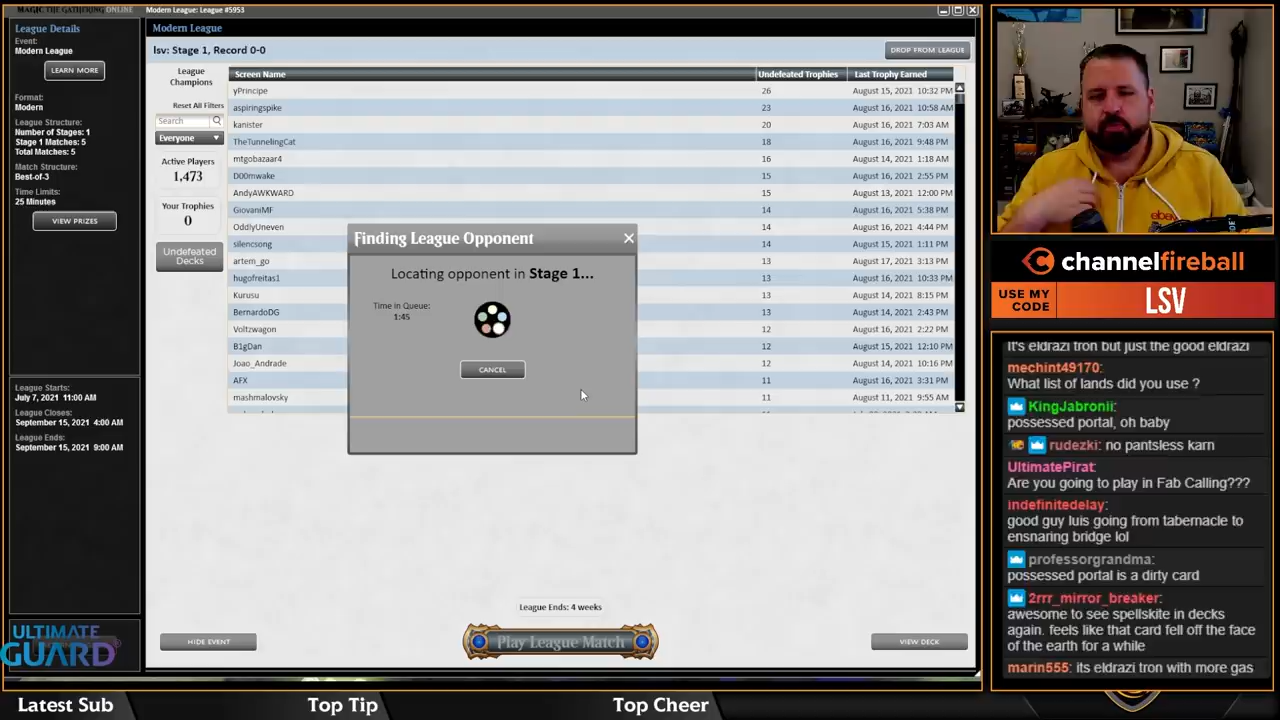 MAGIC THE GATHERING ONLINE
Modern League: League #5953
League Details
Event:
Modern League
LEARN MORE
Format:
Modern
League Structure:
Number of Stages: 1
Stage 1 Matches: 5
Total Matches: 5
Match Structure:
Best-of-3
Time Limits:
25 Minutes
VIEW PRIZES
League Starts:
July 7, 2021 11:00 AM
League Closes:
September 15, 2021 4:00 AM
League Ends:
September 15, 2021 9:00 AM
ULTIMATE
GUARD
Modern League
lsv: Stage 1, Record 0-0
DROP FROM LEAGUE
League
Champions
Reset All Filters
Search
Everyone
Active Players
1,473
Your Trophies
0
Undefeated
Decks
Screen Name Undefeated Trophies Last Trophy Earned
yPrincipe 26 August 15, 2021 10:32 PM
aspiringspike 23 August 16, 2021 10:58 AM
kanister 20 August 16, 2021 7:03 AM
TheTunnelingCat 18 August 16, 2021 9:48 PM
mtgobazaar4 16 August 14, 2021 1:18 AM
D00mwake 15 August 16, 2021 2:55 PM
AndyAWKWARD 15 August 13, 2021 12:00 PM
GiovaniMF 14 August 16, 2021 5:38 PM
OddlyUneven 14 August 16, 2021 4:44 PM
silencsong 14 August 15, 2021 1:11 PM
artem_go 13 August 17, 2021 3:13 PM
hugofreitas1 13 August 16, 2021 10:33 PM
Kurusu 13 August 14, 2021 8:15 PM
BernardoDG 13 August 14, 2021 2:43 PM
Voltzwagon 12 August 16, 2021 2:22 PM
B1gDan 12 August 15, 2021 12:10 PM
Joao_Andrade 12 August 14, 2021 10:16 PM
AFX 11 August 16, 2021 3:31 PM
mashmalovsky 11 August 11, 2021 9:55 AM
Finding League Opponent
Locating opponent in Stage 1...
Time in Queue:
1:45
CANCEL
League Ends: 4 weeks
HIDE EVENT
Play League Match
VIEW DECK
ebay
channelfireball
USE MY
CODE
LSV
It's eldrazi tron but just the good eldrazi
mechint49170:
What list of lands did you use ?
KingJabronii:
possessed portal, oh baby
rudezki: no pantsless karn
UltimatePirat:
Are you going to play in Fab Calling???
indefinitedelay:
good guy luis going from tabernacle to
ensnaring bridge lol
professorgrandma:
possessed portal is a dirty card
2rrr_mirror_breaker:
awesome to see spellskite in decks
again. feels like that card fell off the face
of the earth for a while
marin555: its eldrazi tron with more gas
Latest Sub
Top Tip
Top Cheer